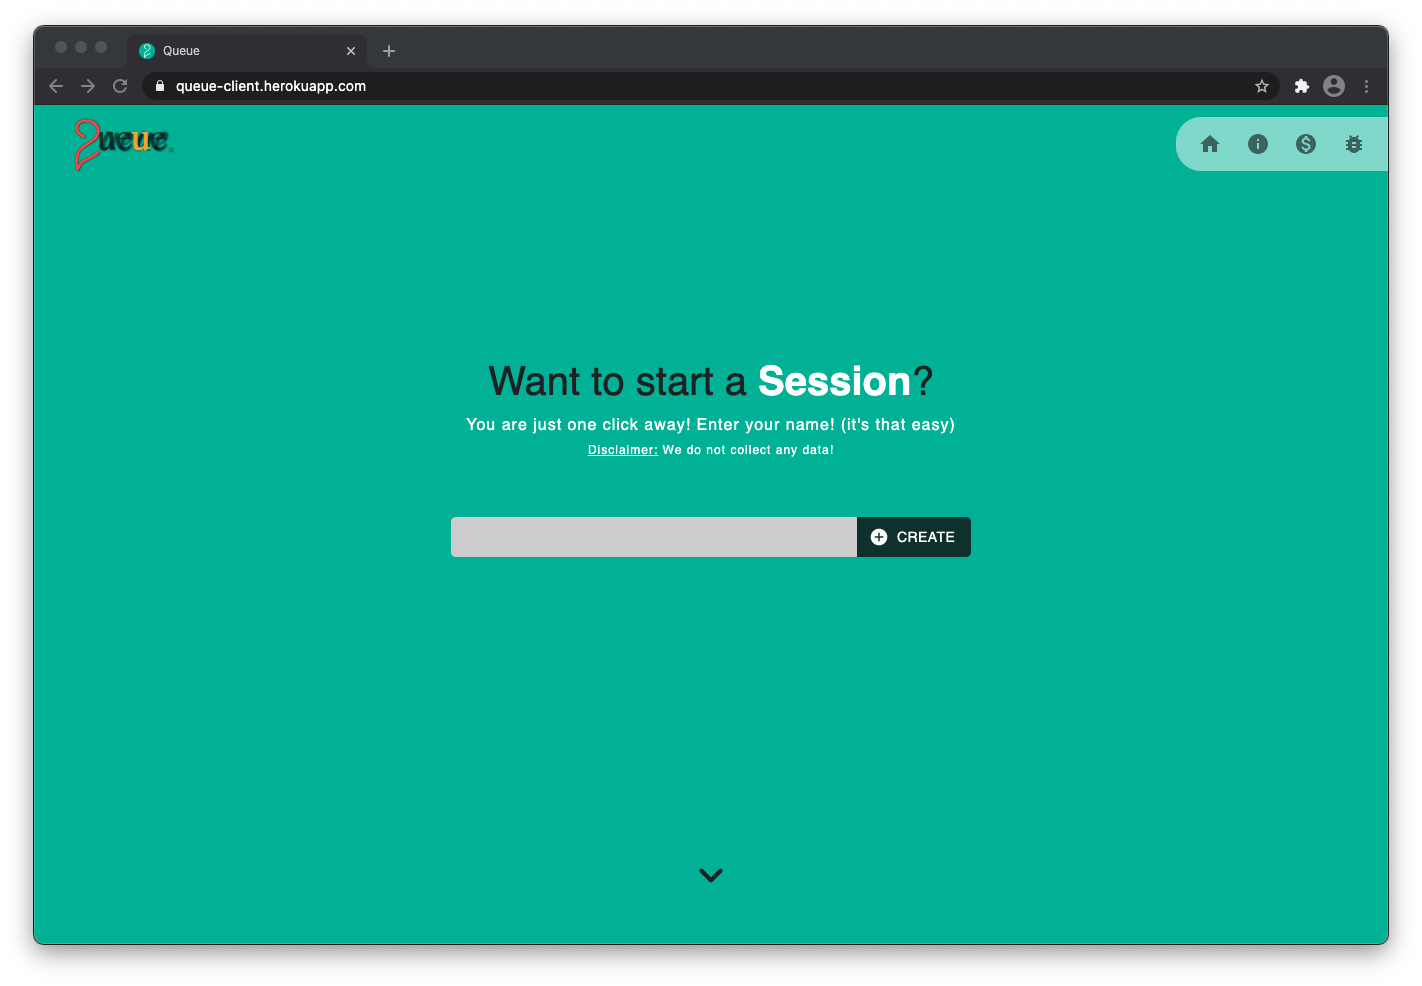 Queue
queue-client.herokuapp.com
Queue
Want to start a Session?
You are just one click away! Enter your name! (it's that easy)
Disclaimer: We do not collect any data!
CREATE